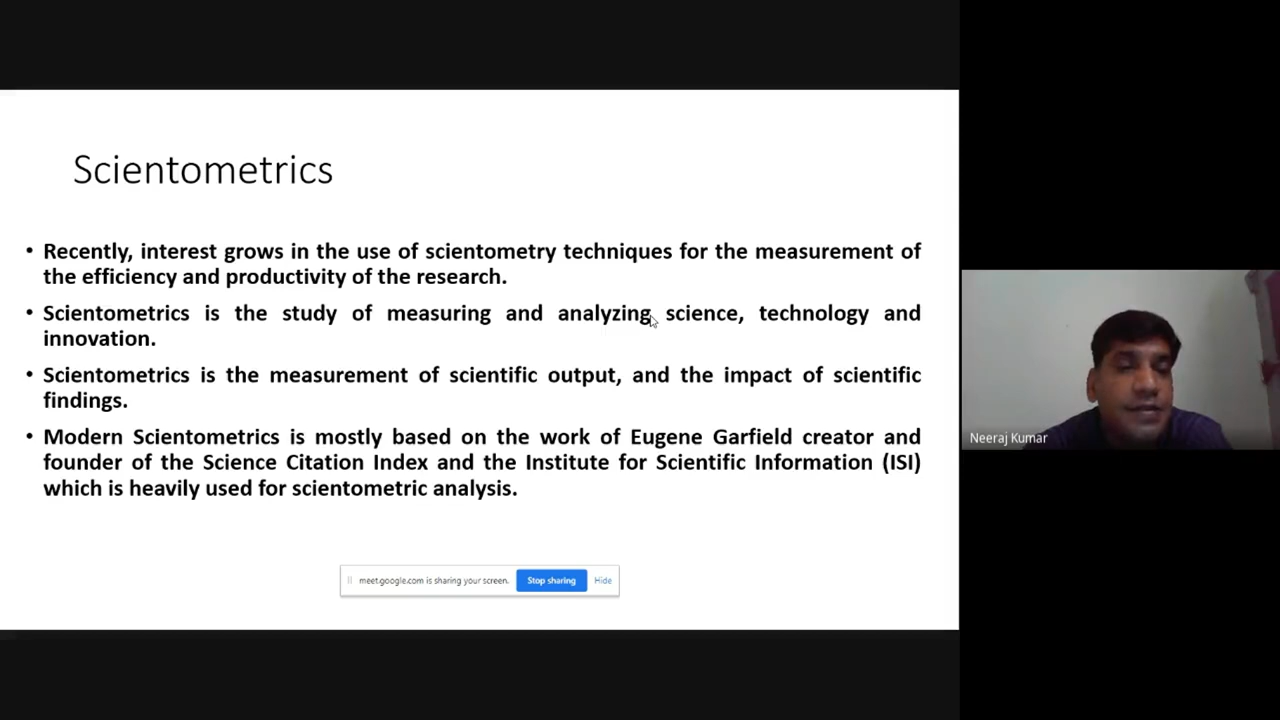 Scientometrics
• Recently, interest grows in the use of scientometry techniques for the measurement of
the efficiency and productivity of the research.
• Scientometrics is the study of measuring and analyzing science, technology and
innovation.
• Scientometrics is the measurement of scientific output, and the impact of scientific
findings.
• Modern Scientometrics is mostly based on the work of Eugene Garfield creator and
founder of the Science Citation Index and the Institute for Scientific Information (ISI)
which is heavily used for scientometric analysis.
meet.google.com is sharing your screen. Stop sharing Hide
Neeraj Kumar